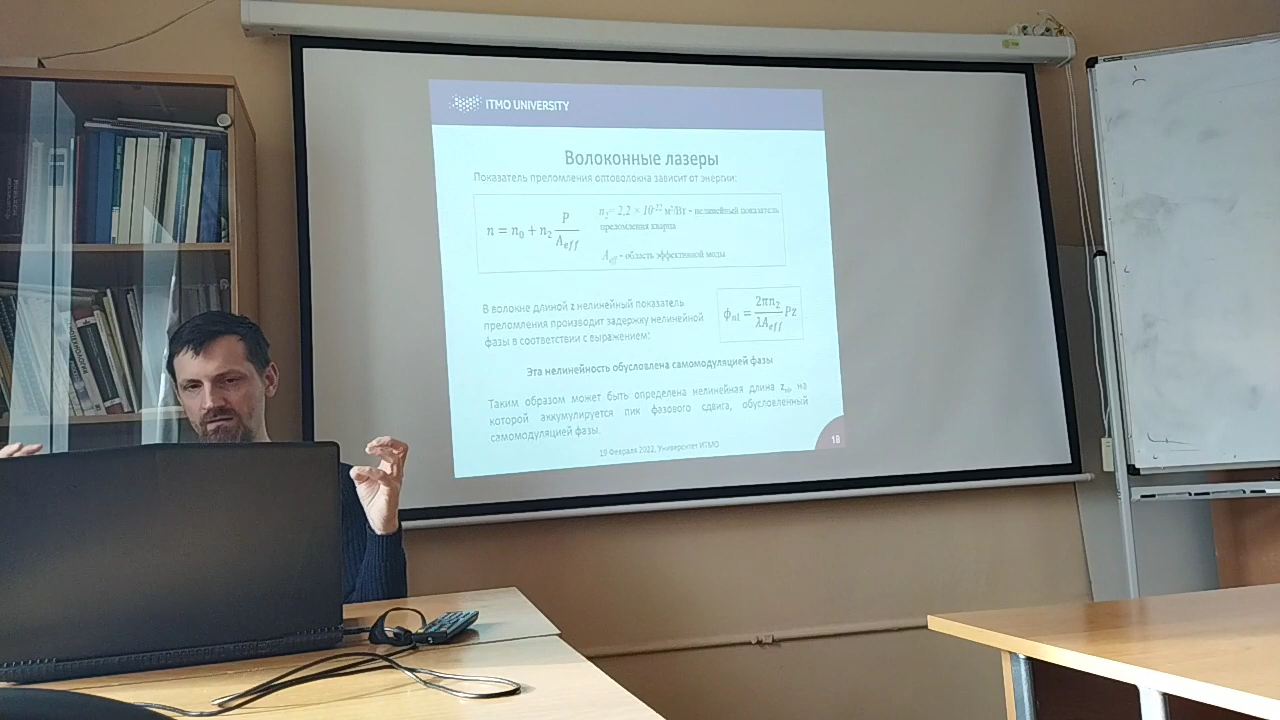 ITMO UNIVERSITY
Волоконные лазеры
Показатель преломления оптоволокна зависит от энергии:
n = n₀ + n₂ P / A_eff
n₂ = 2,2 × 10⁻²² м²/Вт - нелинейный показатель
преломления кварца
A_eff - область эффективной моды
В волокне длиной z нелинейный показатель
преломления производит задержку нелинейной
фазы в соответствии с выражением:
ϕ_nl = 2πn₂ / λA_eff Pz
Эта нелинейность обусловлена самомодуляцией фазы
Таким образом может быть определена нелинейная длина z_nl, на
которой аккумулируется пик фазового сдвига, обусловленный
самомодуляцией фазы.
19 Февраля 2022, Университет ИТМО
18